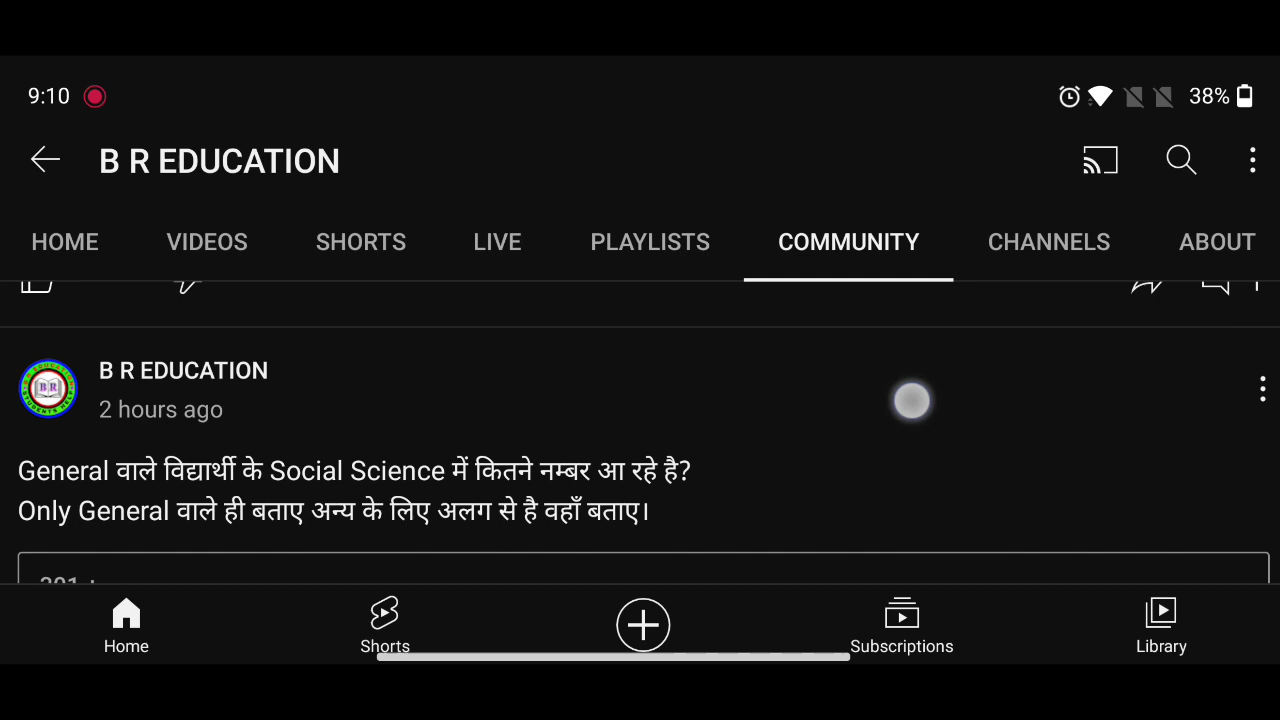 9:10
38%
B R EDUCATION
HOME VIDEOS SHORTS LIVE PLAYLISTS COMMUNITY CHANNELS ABOUT
B R EDUCATION
2 hours ago
General वाले विद्यार्थी के Social Science में कितने नम्बर आ रहे है?
Only General वाले ही बताए अन्य के लिए अलग से है वहाँ बताए।
Home Shorts Subscriptions Library